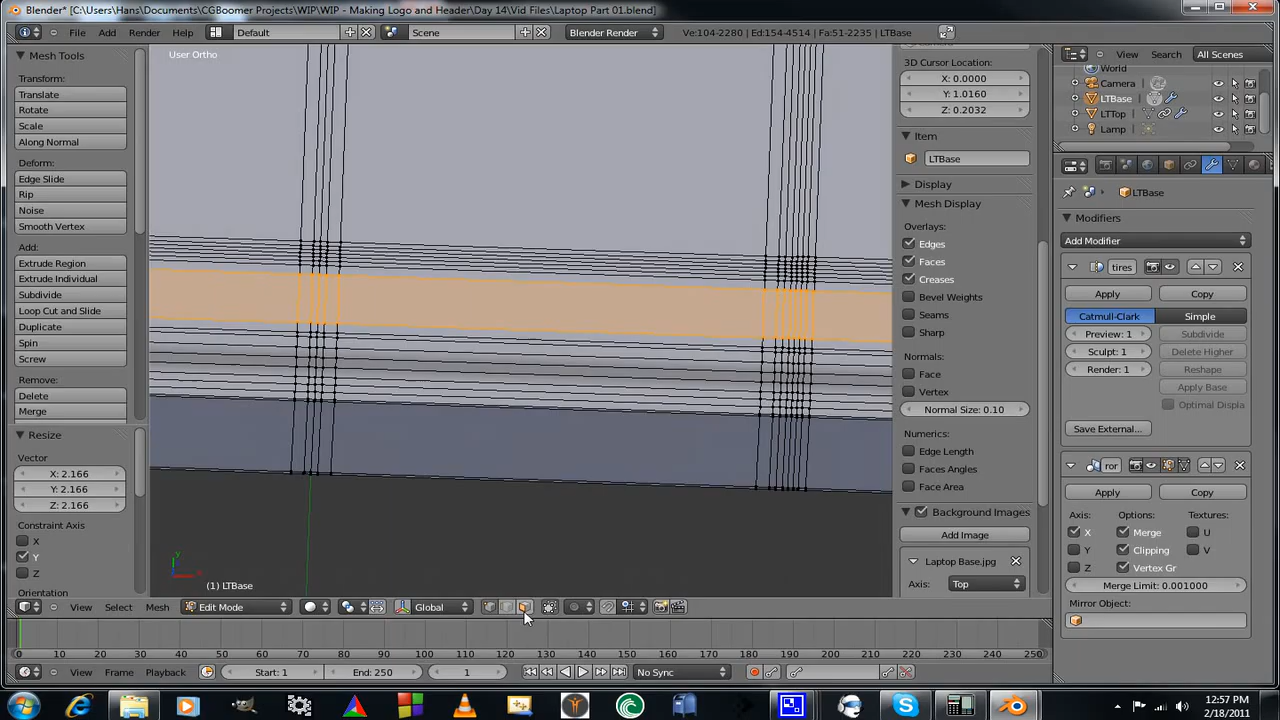 Blender* [C:\Users\Hans\Documents\CGBoomer Projects\WIP\WIP - Making Logo and Header\Day 14\Vid Files\Laptop Part 01.blend]
File Add Render Help Default Scene Blender Render Ve:104-2280 | Ed:154-4514 | Fa:51-2235 | LTBase
Mesh Tools
Transform:
Translate
Rotate
Scale
Along Normal
Deform:
Edge Slide
Rip
Noise
Smooth Vertex
Add:
Extrude Region
Extrude Individual
Subdivide
Loop Cut and Slide
Duplicate
Spin
Screw
Remove:
Delete
Merge
Resize
Vector
X: 2.166
Y: 2.166
Z: 2.166
Constraint Axis
X
Y
Z
Orientation
User Ortho
y
x
(1) LTBase
3D Cursor Location:
X: 0.0000
Y: 1.0160
Z: 0.2032
Item
LTBase
Display
Mesh Display
Overlays:
Edges
Faces
Creases
Bevel Weights
Seams
Sharp
Normals:
Face
Vertex
Normal Size: 0.10
Numerics:
Edge Length
Faces Angles
Face Area
Background Images
Add Image
Laptop Base.jpg
Axis: Top
View Search All Scenes
World
Camera
LTBase
LTTop
Lamp
LTBase
Modifiers
Add Modifier
tires
Apply Copy
Catmull-Clark Simple
Preview: 1 Subdivide
Sculpt: 1 Delete Higher
Render: 1 Reshape
Apply Base
Optimal Displa
Save External...
ror
Apply Copy
Axis: Options: Textures:
X Merge U
Y Clipping V
Z Vertex Gr
Merge Limit: 0.001000
Mirror Object:
View Select Mesh Edit Mode Global
0 10 20 30 40 50 60 70 80 90 100 110 120 130 140 150 160 170 180 190 200 210 220 230 240 250
View Frame Playback Start: 1 End: 250 1 No Sync
12:57 PM
2/18/2011